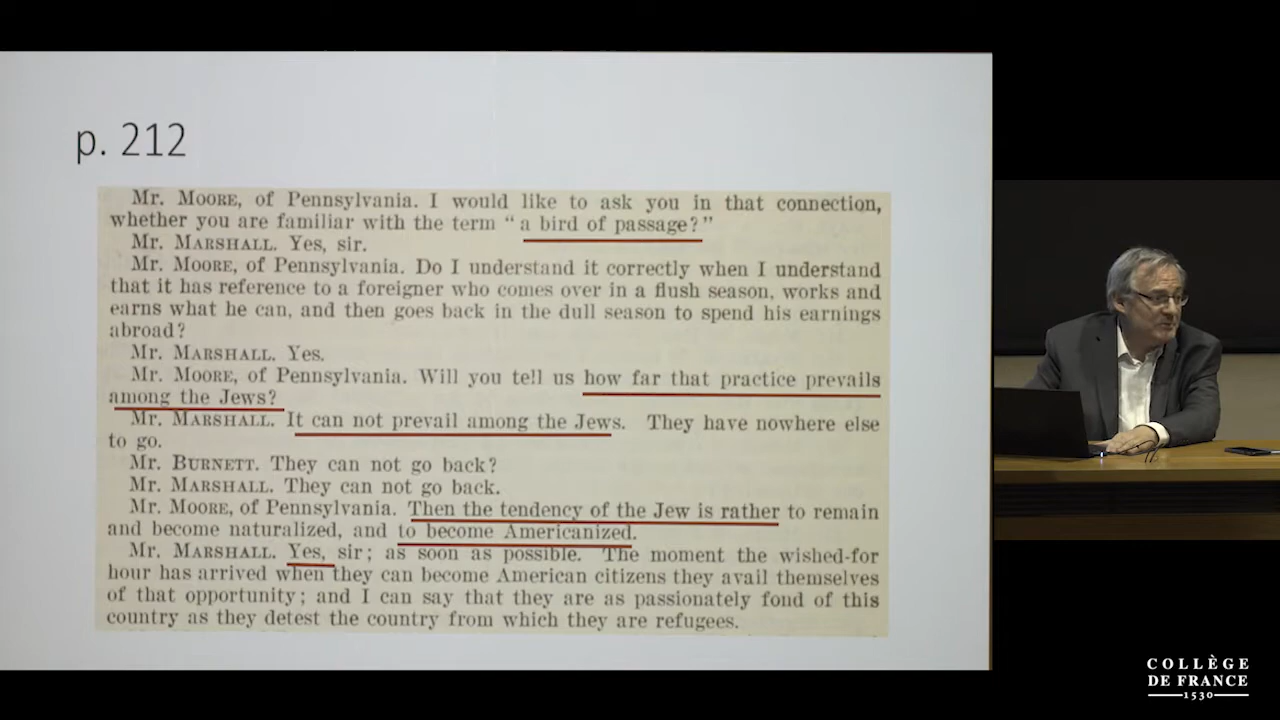 p. 212
Mr. MOORE, of Pennsylvania. I would like to ask you in that connection,
whether you are familiar with the term “a bird of passage?”
Mr. MARSHALL. Yes, sir.
Mr. MOORE, of Pennsylvania. Do I understand it correctly when I understand
that it has reference to a foreigner who comes over in a flush season, works and
earns what he can, and then goes back in the dull season to spend his earnings
abroad?
Mr. MARSHALL. Yes.
Mr. MOORE, of Pennsylvania. Will you tell us how far that practice prevails
among the Jews?
Mr. MARSHALL. It can not prevail among the Jews. They have nowhere else
to go.
Mr. BURNETT. They can not go back?
Mr. MARSHALL. They can not go back.
Mr. MOORE, of Pennsylvania. Then the tendency of the Jew is rather to remain
and become naturalized, and to become Americanized.
Mr. MARSHALL. Yes, sir; as soon as possible. The moment the wished-for
hour has arrived when they can become American citizens they avail themselves
of that opportunity; and I can say that they are as passionately fond of this
country as they detest the country from which they are refugees.
COLLÈGE
DE FRANCE
1530